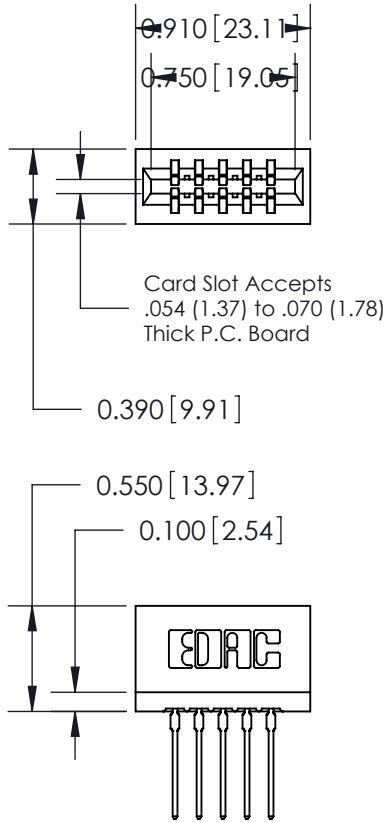 0.910 [23.11]
0.750 [19.05]
Card Slot Accepts
.054 (1.37) to .070 (1.78)
Thick P.C. Board
0.390 [9.91]
0.550 [13.97]
0.100 [2.54]
EDAC